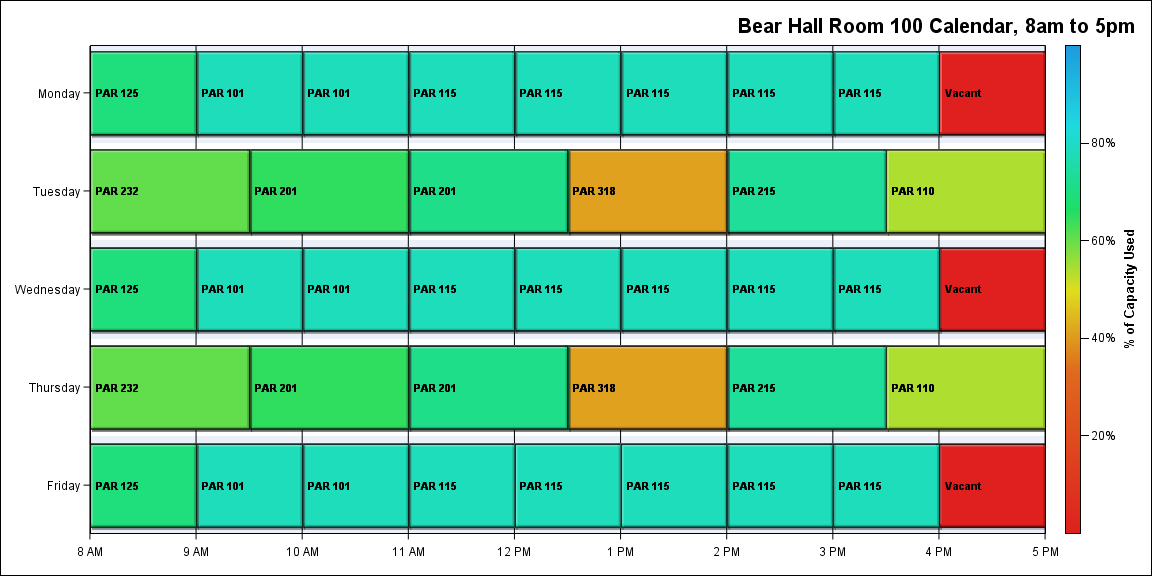 Bear Hall Room 100 Calendar, 8am to 5pm
Monday PAR 125 PAR 101 PAR 101 PAR 115 PAR 115 PAR 115 PAR 115 PAR 115 Vacant
Tuesday PAR 232 PAR 201 PAR 201 PAR 318 PAR 215 PAR 110
Wednesday PAR 125 PAR 101 PAR 101 PAR 115 PAR 115 PAR 115 PAR 115 PAR 115 Vacant
Thursday PAR 232 PAR 201 PAR 201 PAR 318 PAR 215 PAR 110
Friday PAR 125 PAR 101 PAR 101 PAR 115 PAR 115 PAR 115 PAR 115 PAR 115 Vacant
8 AM 9 AM 10 AM 11 AM 12 PM 1 PM 2 PM 3 PM 4 PM 5 PM
80%
60%
40%
20%
% of Capacity Used